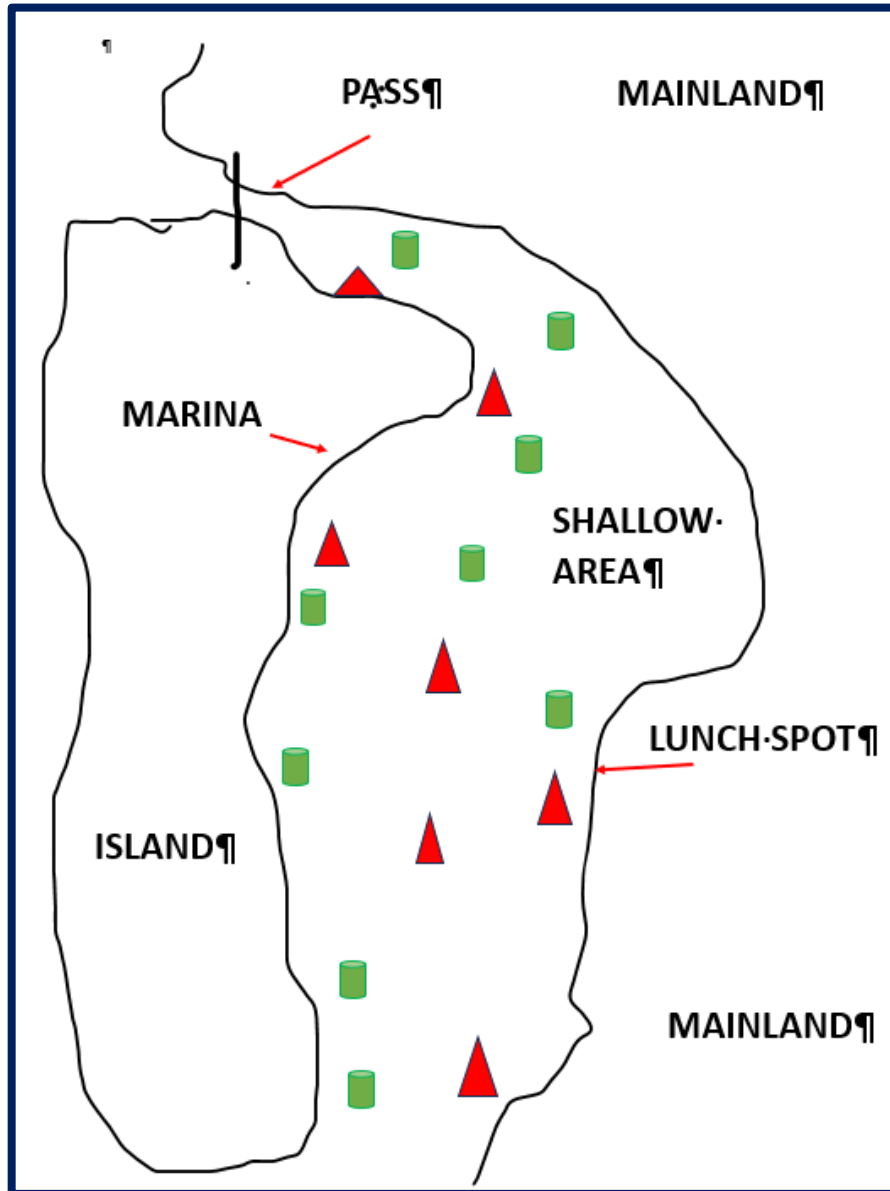 ¶
PASS¶
MAINLAND¶
MARINA
SHALLOW·
AREA¶
LUNCH·SPOT¶
ISLAND¶
MAINLAND¶